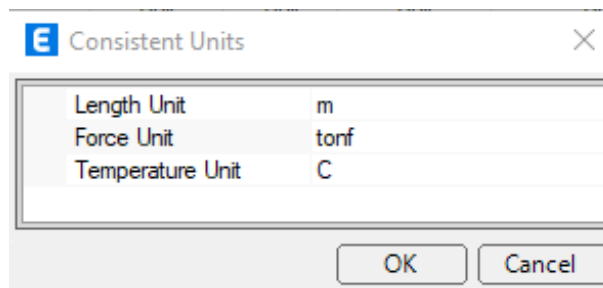 E Consistent Units
Length Unit m
Force Unit tonf
Temperature Unit C
OK Cancel